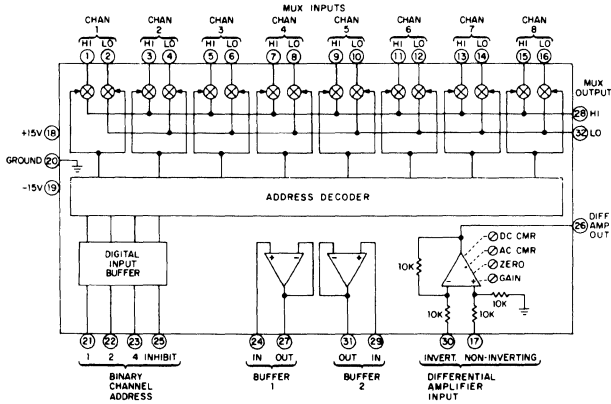 MUX INPUTS
CHAN 1 CHAN 2 CHAN 3 CHAN 4 CHAN 5 CHAN 6 CHAN 7 CHAN 8
HI LO HI LO HI LO HI LO HI LO HI LO HI LO HI LO
1 2 3 4 5 6 7 8 9 10 11 12 13 14 15 16
MUX OUTPUT
28 HI
+15V 18
32 LO
GROUND 20
-15V 19
ADDRESS DECODER
26 DIFF AMP OUT
DIGITAL INPUT BUFFER
+ - - +
DC CMR
AC CMR
ZERO
GAIN
10K
- +
10K
10K 10K
21 22 23 25 24 27 31 29 30 17
1 2 4 INHIBIT IN OUT OUT IN INVERT. NON-INVERTING
BINARY CHANNEL ADDRESS
BUFFER 1
BUFFER 2
DIFFERENTIAL AMPLIFIER INPUT